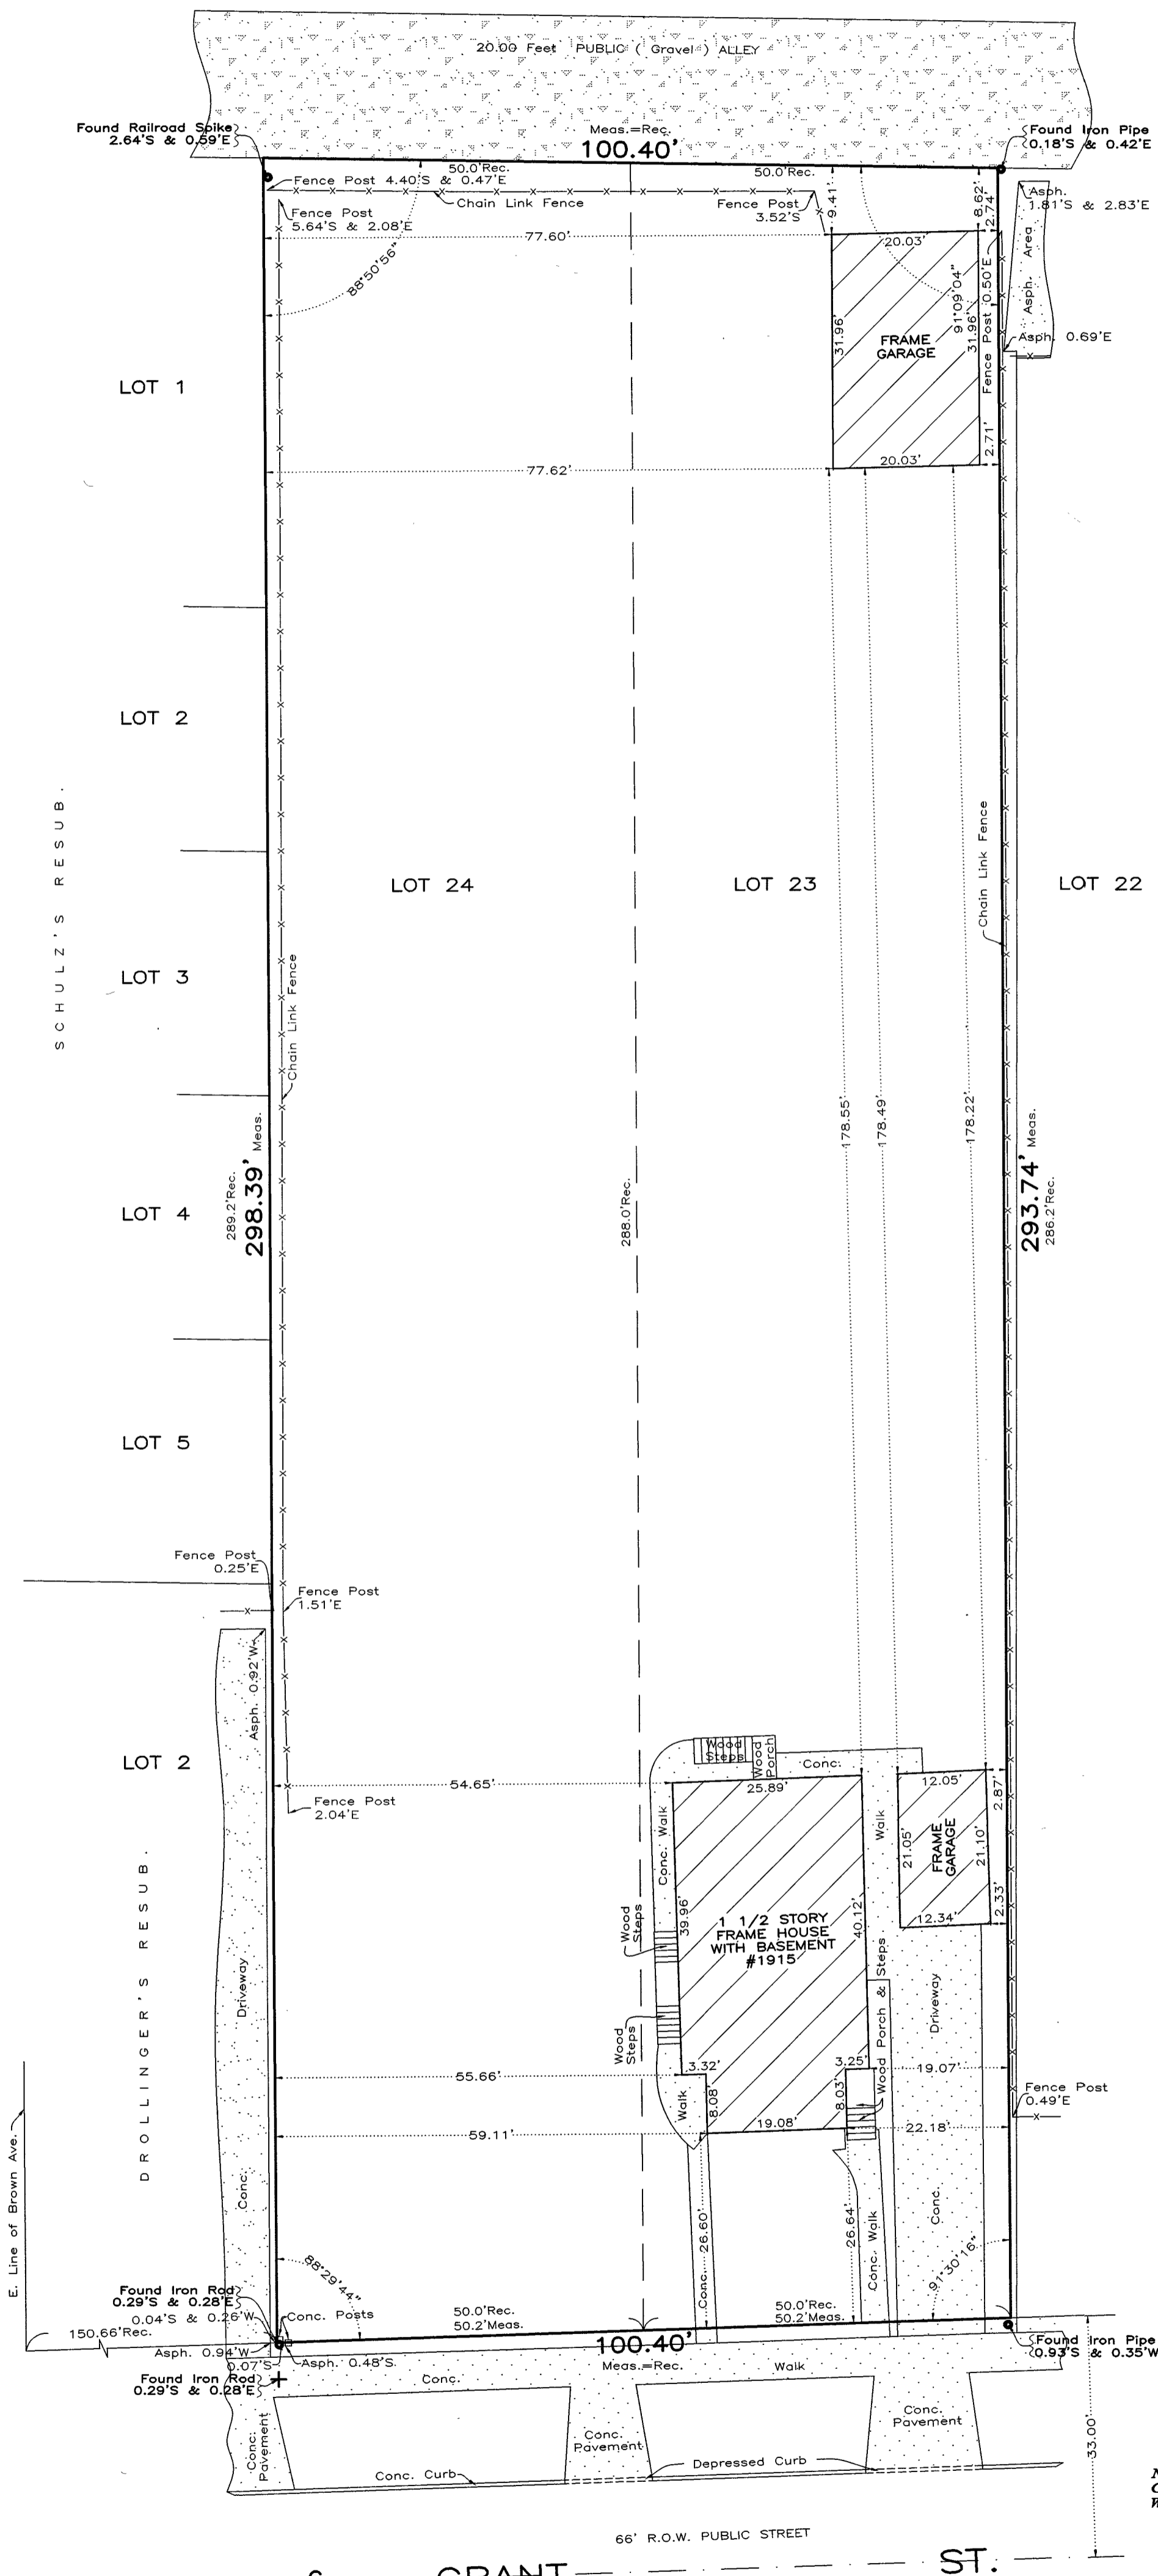 20.00 Feet PUBLIC ( Gravel ) ALLEY
Found Railroad Spike
2.64'S & 0.59'E
Meas.=Rec.
100.40'
Found Iron Pipe
0.18'S & 0.42'E
50.0'Rec.
50.0'Rec.
Fence Post 4.40'S & 0.47'E
Chain Link Fence
Fence Post
3.52'S
9.41'
8.62'
2.74'
Asph.
1.81'S & 2.83'E
Fence Post
5.64'S & 2.08'E
77.60'
20.03'
88°50'56"
91°09'04"
31.96'
31.96'
FRAME
GARAGE
Fence Post 0.50'E
Asph. Area
Asph. 0.69'E
LOT 1
2.71'
20.03'
77.62'
LOT 2
SCHULZ'S RESUB.
LOT 24
LOT 23
LOT 22
Chain Link Fence
LOT 3
Chain Link Fence
178.55'
178.49'
178.22'
289.2'Rec.
298.39' Meas.
288.0'Rec.
293.74' Meas.
286.2'Rec.
LOT 4
LOT 5
Fence Post
0.25'E
Fence Post
1.51'E
Asph. 0.92'W
LOT 2
Wood
Steps
Wood
Porch
Conc.
54.65'
25.89'
12.05'
2.87'
Fence Post
2.04'E
Conc. Walk
Walk
21.05'
FRAME
GARAGE
21.10'
39.96'
40.12'
2.33'
12.34'
1 1/2 STORY
FRAME HOUSE
WITH BASEMENT
#1915
Wood
Steps
Wood
Steps
Wood Porch & Steps
Driveway
Driveway
DROLLINGER'S RESUB.
3.32'
3.25'
19.07'
55.66'
8.08'
8.03'
Walk
Fence Post
0.49'E
19.08'
22.18'
59.11'
E. Line of Brown Ave.
Conc.
26.60'
26.64'
Conc. Walk
Conc.
Conc.
88°29'44"
91°30'16"
Found Iron Rod
0.29'S & 0.28'E
0.04'S & 0.26'W
Conc. Posts
50.0'Rec.
50.2'Meas.
50.0'Rec.
50.2'Meas.
150.66'Rec.
100.40'
Meas.=Rec.
Asph. 0.94'W
0.07'S
Asph. 0.48'S
Found Iron Pipe
0.93'S & 0.35'W
Found Iron Rod
0.29'S & 0.28'E
Conc.
Walk
Conc.
Pavement
Conc.
Pavement
Conc.
Pavement
Conc. Curb
Depressed Curb
33.00'
66' R.O.W. PUBLIC STREET
GRANT ST.